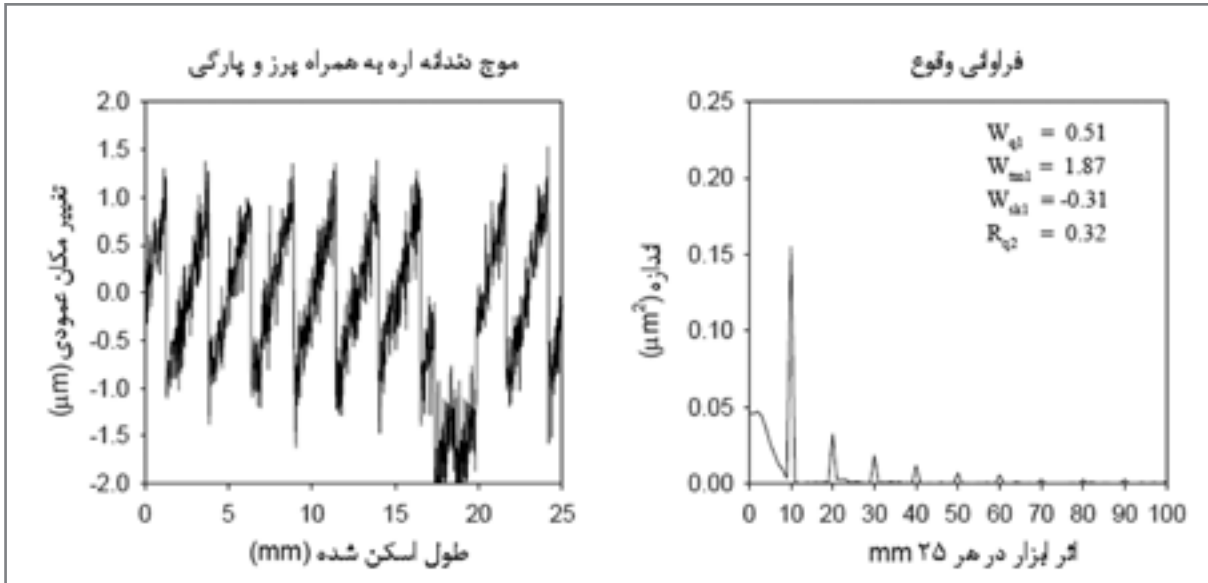 موج دندانه اره به همراه پرز و پارگی
2.0
1.5
1.0
0.5
0.0
-0.5
-1.0
-1.5
-2.0
تغییر مکان عمودی (μm)
0 5 10 15 20 25
طول اسکن شده (mm)
فراوانی وقوع
0.25
0.20
0.15
0.10
0.05
0.00
اندازه (μm²)
W_q1 = 0.51
W_tm1 = 1.87
W_sk1 = -0.31
R_q2 = 0.32
0 10 20 30 40 50 60 70 80 90 100
اثر ابزار در هر ۲۵ mm